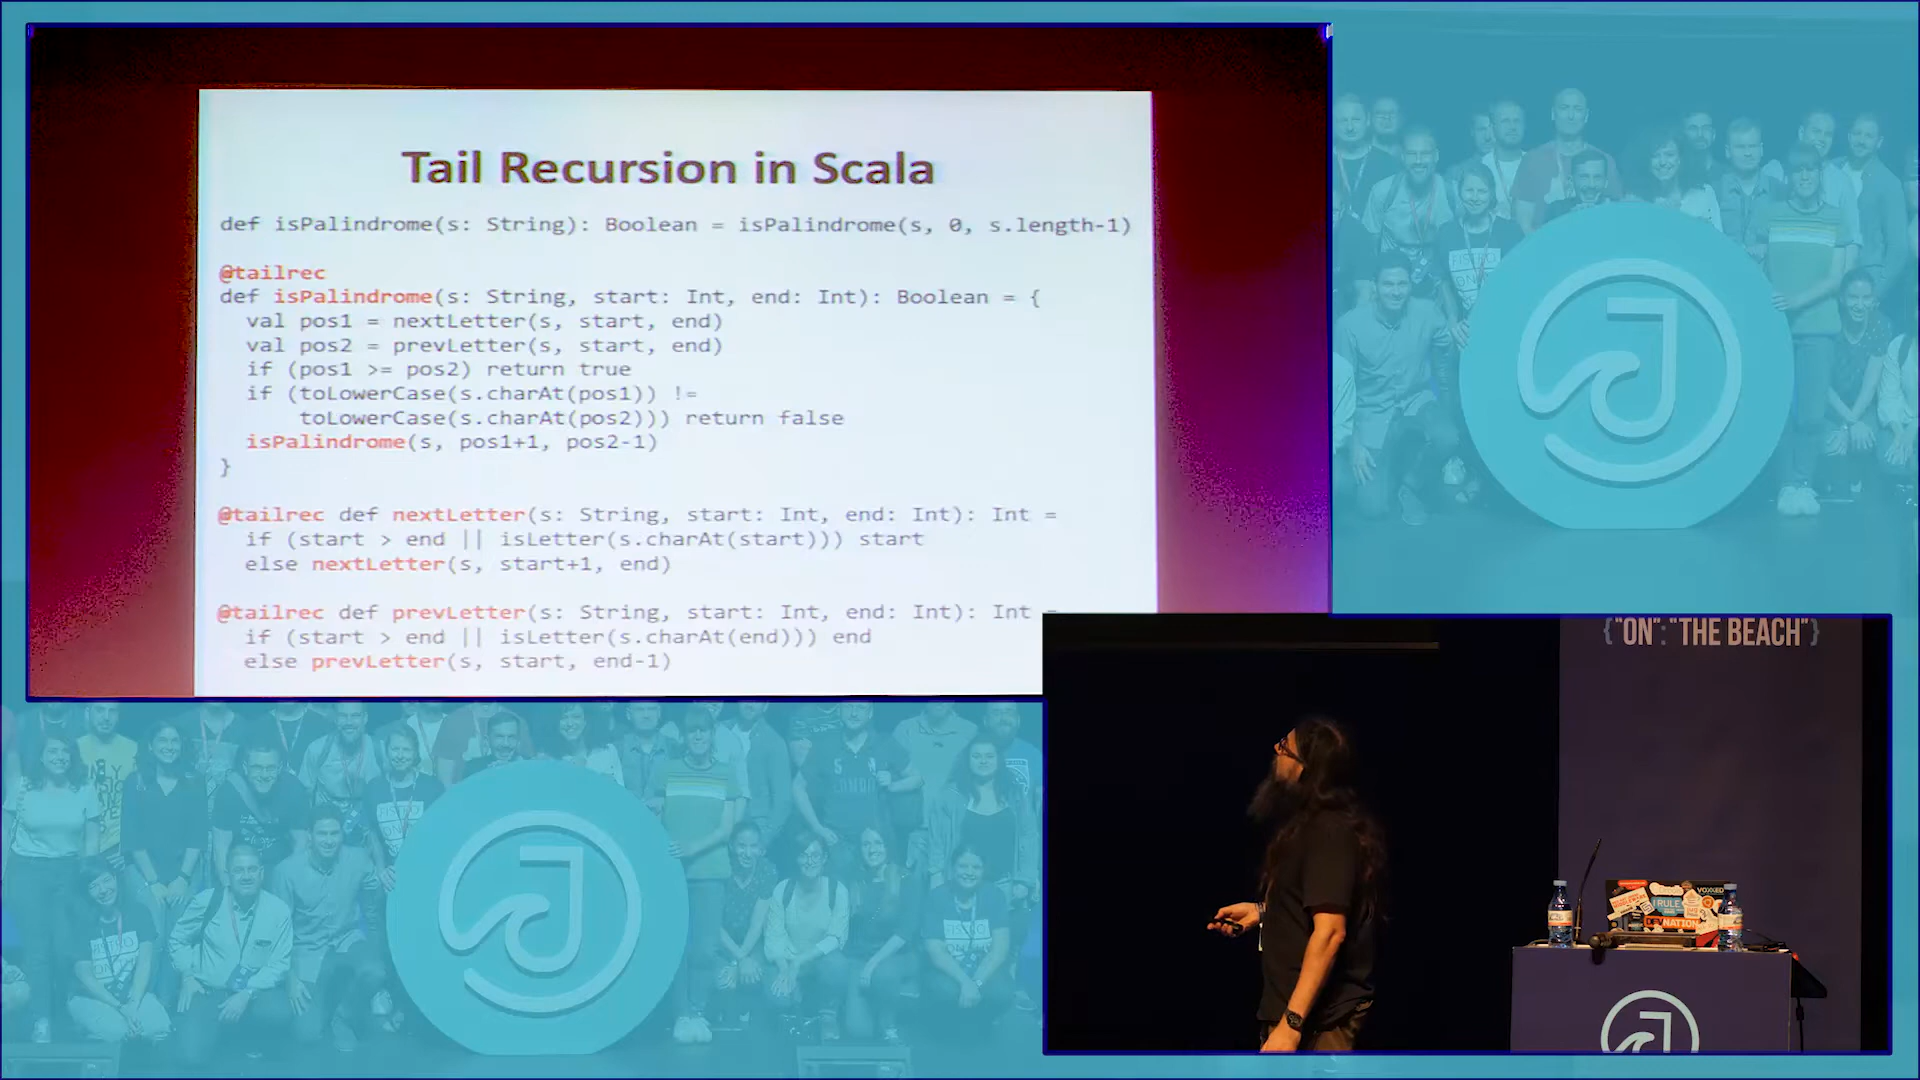 Tail Recursion in Scala
def isPalindrome(s: String): Boolean = isPalindrome(s, 0, s.length-1)
@tailrec
def isPalindrome(s: String, start: Int, end: Int): Boolean = {
val pos1 = nextLetter(s, start, end)
val pos2 = prevLetter(s, start, end)
if (pos1 >= pos2) return true
if (toLowerCase(s.charAt(pos1)) !=
toLowerCase(s.charAt(pos2))) return false
isPalindrome(s, pos1+1, pos2-1)
}
@tailrec def nextLetter(s: String, start: Int, end: Int): Int =
if (start > end || isLetter(s.charAt(start))) start
else nextLetter(s, start+1, end)
@tailrec def prevLetter(s: String, start: Int, end: Int): Int =
if (start > end || isLetter(s.charAt(end))) end
else prevLetter(s, start, end-1)
{"ON":"THE BEACH"}
VOXXED
I RULE
DEVNATION